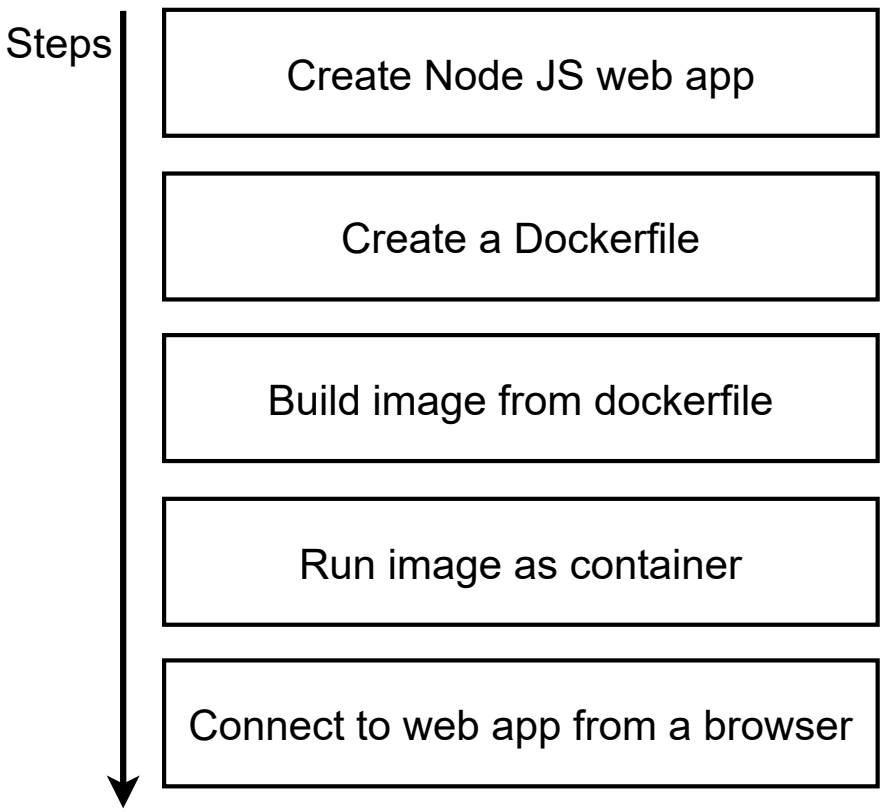 Steps
Create Node JS web app
Create a Dockerfile
Build image from dockerfile
Run image as container
Connect to web app from a browser